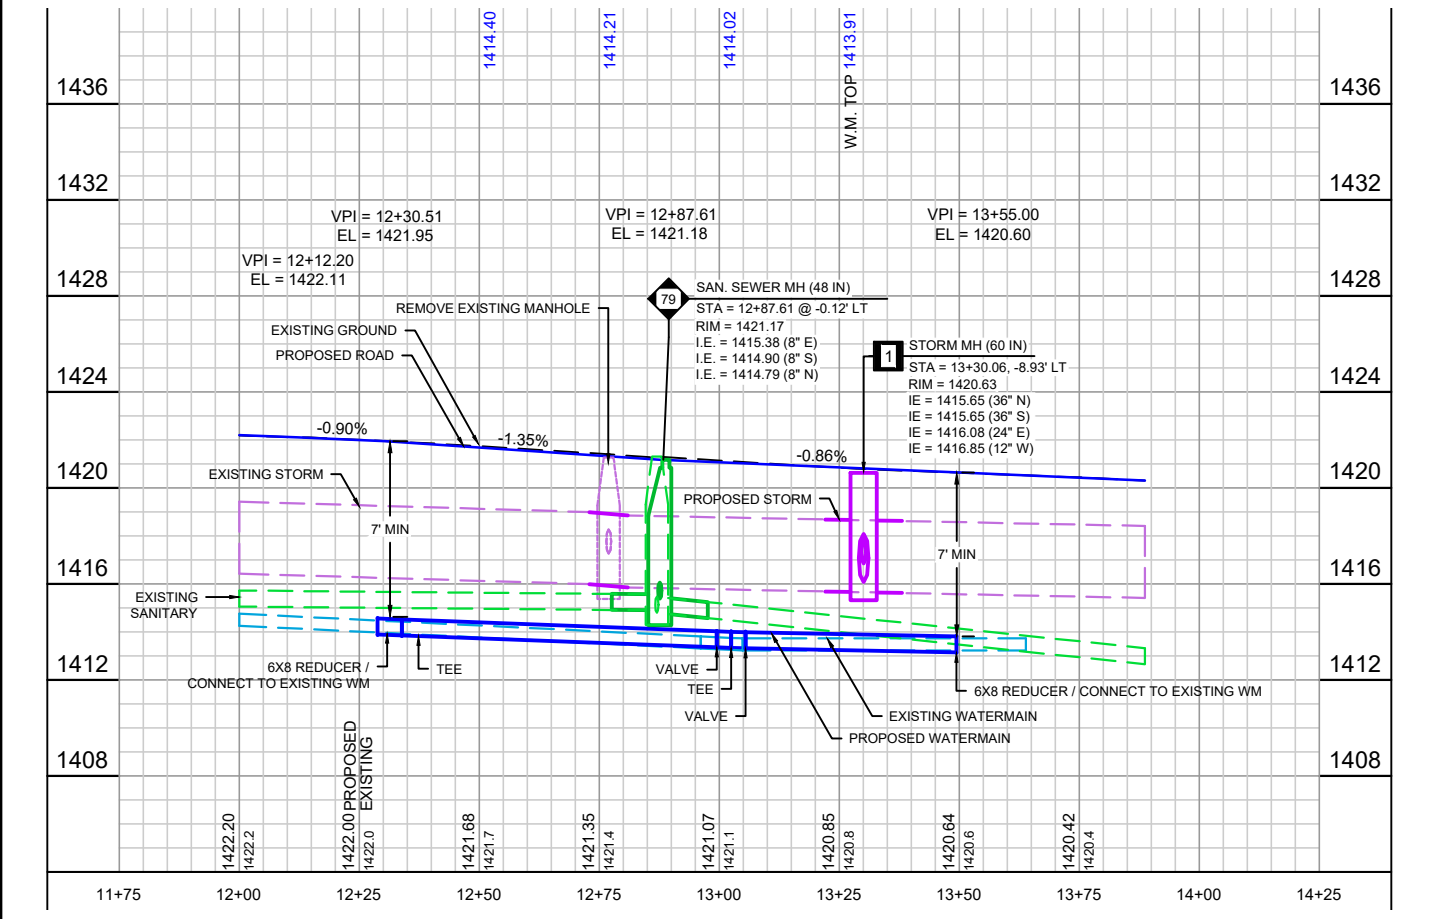 1414.40
1414.21
1414.02
W.M. TOP 1413.91
1436
1436
1432
1432
VPI = 12+30.51
EL = 1421.95
VPI = 12+87.61
EL = 1421.18
VPI = 13+55.00
EL = 1420.60
VPI = 12+12.20
EL = 1422.11
1428
1428
REMOVE EXISTING MANHOLE
79
SAN. SEWER MH (48 IN)
STA = 12+87.61 @ -0.12' LT
RIM = 1421.17
I.E. = 1415.38 (8" E)
I.E. = 1414.90 (8" S)
I.E. = 1414.79 (8" N)
EXISTING GROUND
PROPOSED ROAD
1
STORM MH (60 IN)
STA = 13+30.06, -8.93' LT
RIM = 1420.63
IE = 1415.65 (36" N)
IE = 1415.65 (36" S)
IE = 1416.08 (24" E)
IE = 1416.85 (12" W)
1424
1424
-0.90%
-1.35%
-0.86%
1420
1420
EXISTING STORM
PROPOSED STORM
7' MIN
7' MIN
1416
1416
EXISTING
SANITARY
1412
1412
6X8 REDUCER /
CONNECT TO EXISTING WM
TEE
VALVE
TEE
VALVE
6X8 REDUCER / CONNECT TO EXISTING WM
EXISTING WATERMAIN
PROPOSED WATERMAIN
1408
1408
1422.20
1422.2
1422.00 PROPOSED
1422.0 EXISTING
1421.68
1421.7
1421.35
1421.4
1421.07
1421.1
1420.85
1420.8
1420.64
1420.6
1420.42
1420.4
11+75 12+00 12+25 12+50 12+75 13+00 13+25 13+50 13+75 14+00 14+25